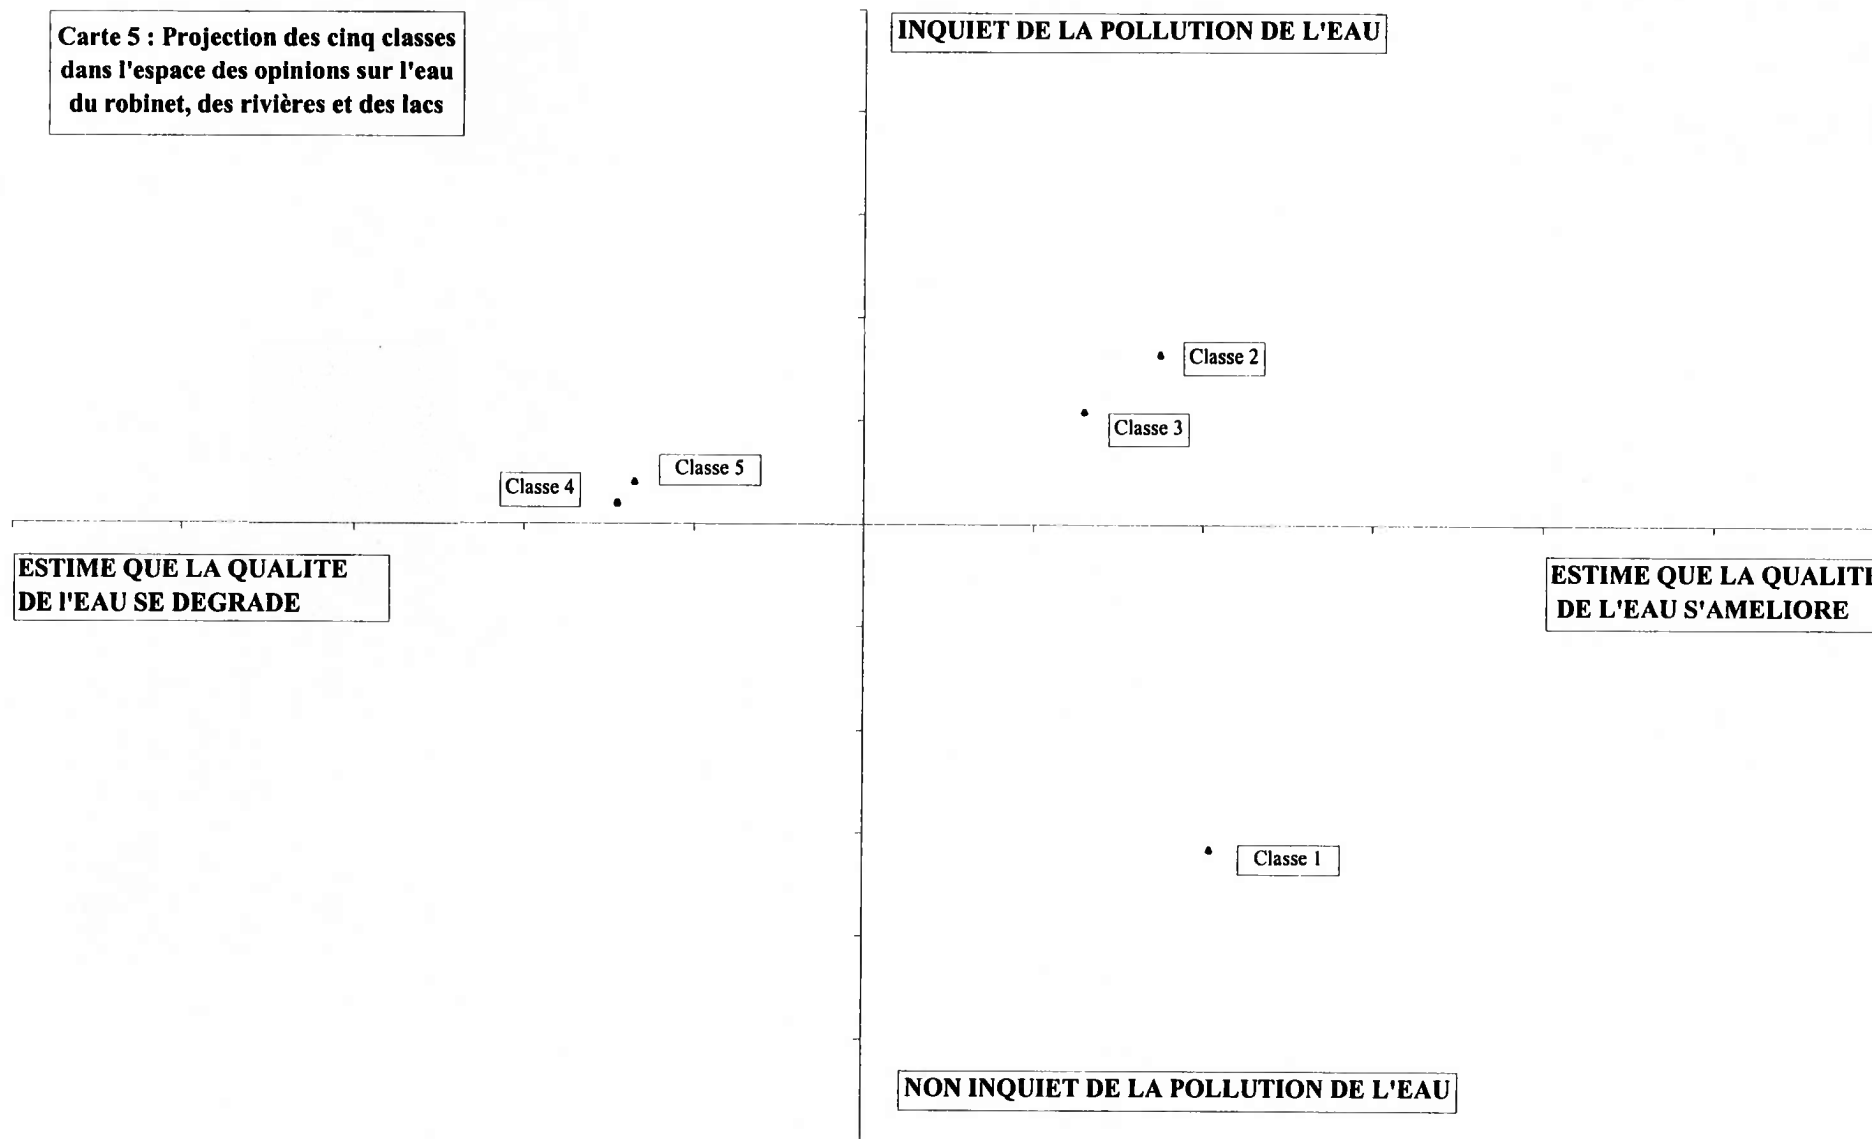 Carte 5 : Projection des cinq classes
dans l'espace des opinions sur l'eau
du robinet, des rivières et des lacs
INQUIET DE LA POLLUTION DE L'EAU
Classe 2
Classe 3
Classe 5
Classe 4
ESTIME QUE LA QUALITE
DE l'EAU SE DEGRADE
ESTIME QUE LA QUALITE
DE L'EAU S'AMELIORE
Classe 1
NON INQUIET DE LA POLLUTION DE L'EAU